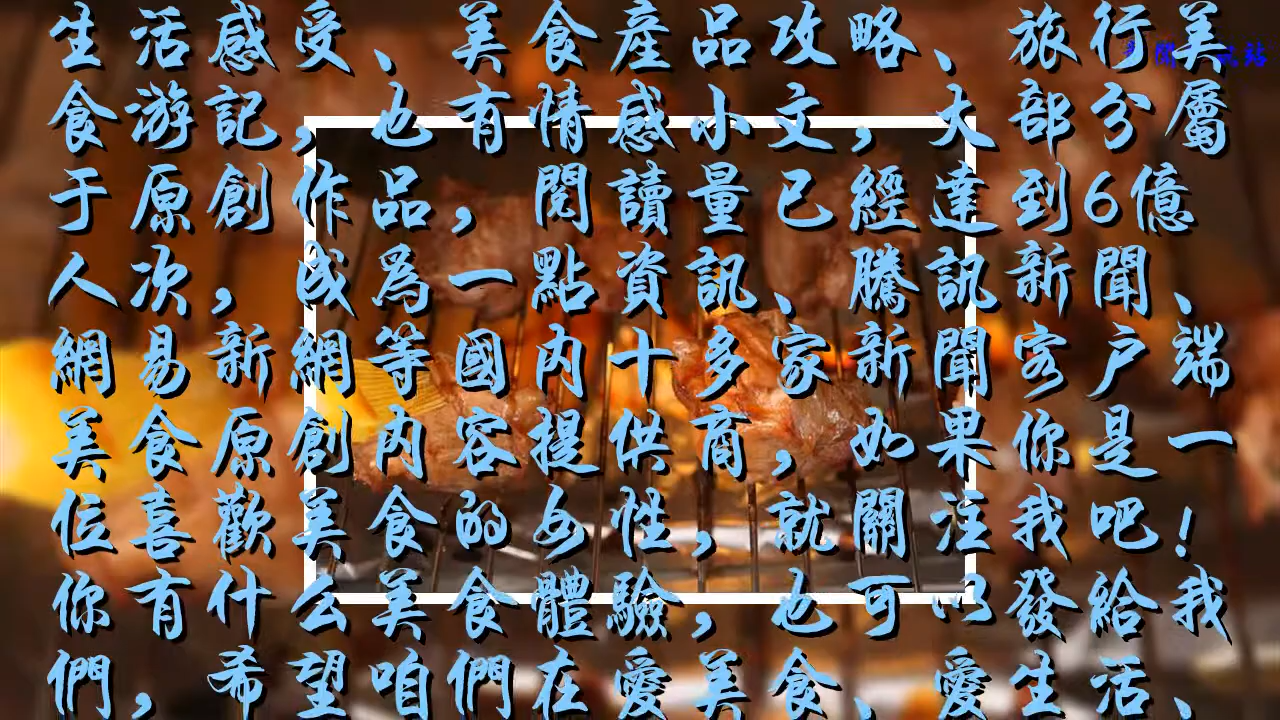 生活感受、美食産品攻略、旅行美
食游記，也有情感小文，大部分屬
于原創作品，閱讀量已經達到6億
人次，成爲一點資訊、騰訊新聞、
網易新網等國内十多家新聞客户端
美食原創内容提供商，如果你是一
位喜歡美食的女性，就關注我吧！
你有什么美食體驗，也可以發給我
們，希望咱們在愛美食、愛生活、